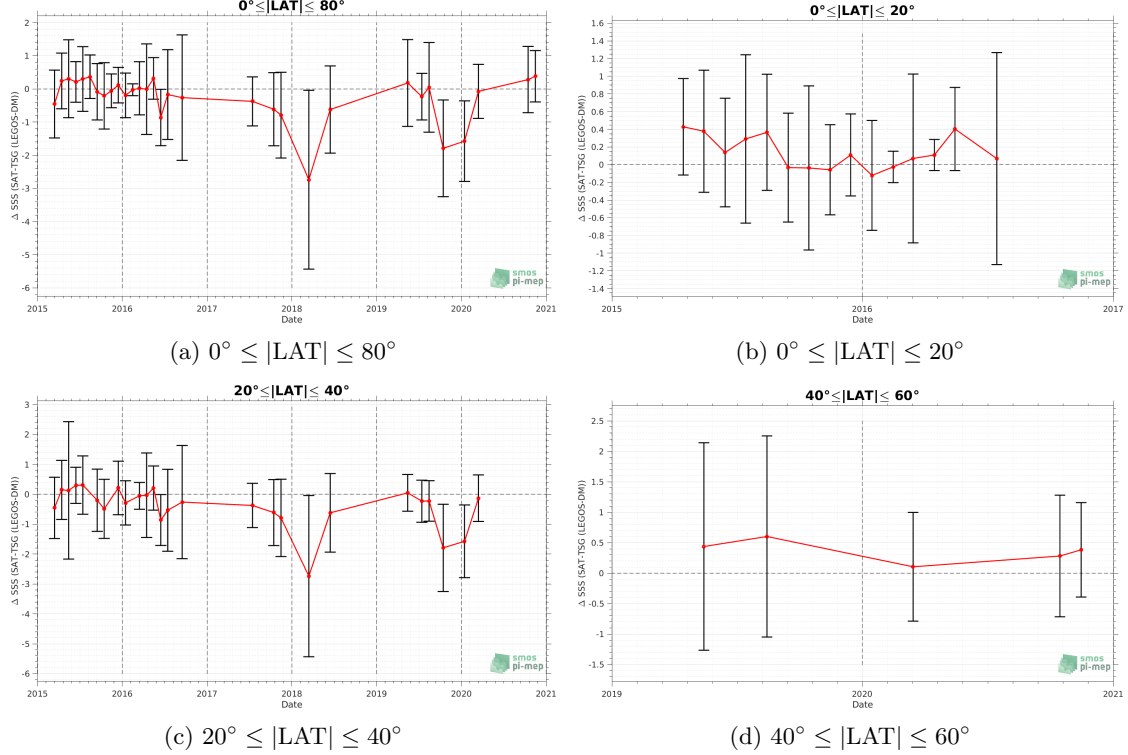 0°≤|LAT|≤ 80°
Δ SSS (SAT-TSG (LEGOS-DM))
2
1
0
-1
-2
-3
-4
-5
-6
2015
2016
2017
2018
2019
2020
2021
Date
smos
pi-mep
(a) 0° ≤ |LAT| ≤ 80°
0°≤|LAT|≤ 20°
Δ SSS (SAT-TSG (LEGOS-DM))
1.6
1.4
1.2
1
0.8
0.6
0.4
0.2
0
-0.2
-0.4
-0.6
-0.8
-1
-1.2
-1.4
2015
2016
2017
Date
smos
pi-mep
(b) 0° ≤ |LAT| ≤ 20°
20°≤|LAT|≤ 40°
Δ SSS (SAT-TSG (LEGOS-DM))
3
2
1
0
-1
-2
-3
-4
-5
-6
2015
2016
2017
2018
2019
2020
2021
Date
smos
pi-mep
(c) 20° ≤ |LAT| ≤ 40°
40°≤|LAT|≤ 60°
Δ SSS (SAT-TSG (LEGOS-DM))
2.5
2
1.5
1
0.5
0
-0.5
-1
-1.5
2019
2020
2021
Date
smos
pi-mep
(d) 40° ≤ |LAT| ≤ 60°